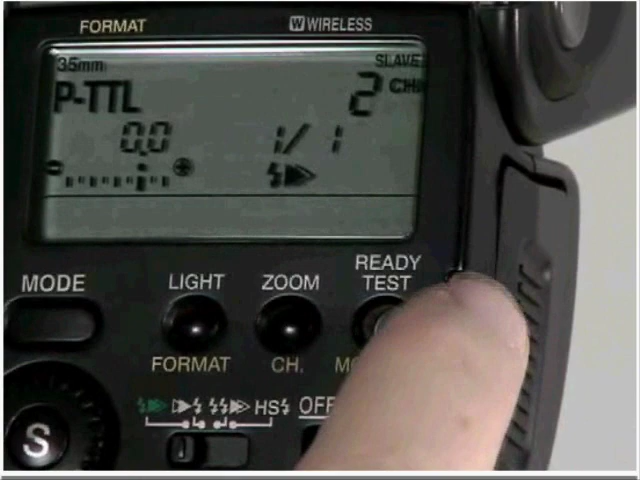 FORMAT WIRELESS
35mm SLAVE
P-TTL 2 CH.
0.0 1/1
MODE LIGHT ZOOM READY TEST
FORMAT CH.
HS OFF
S